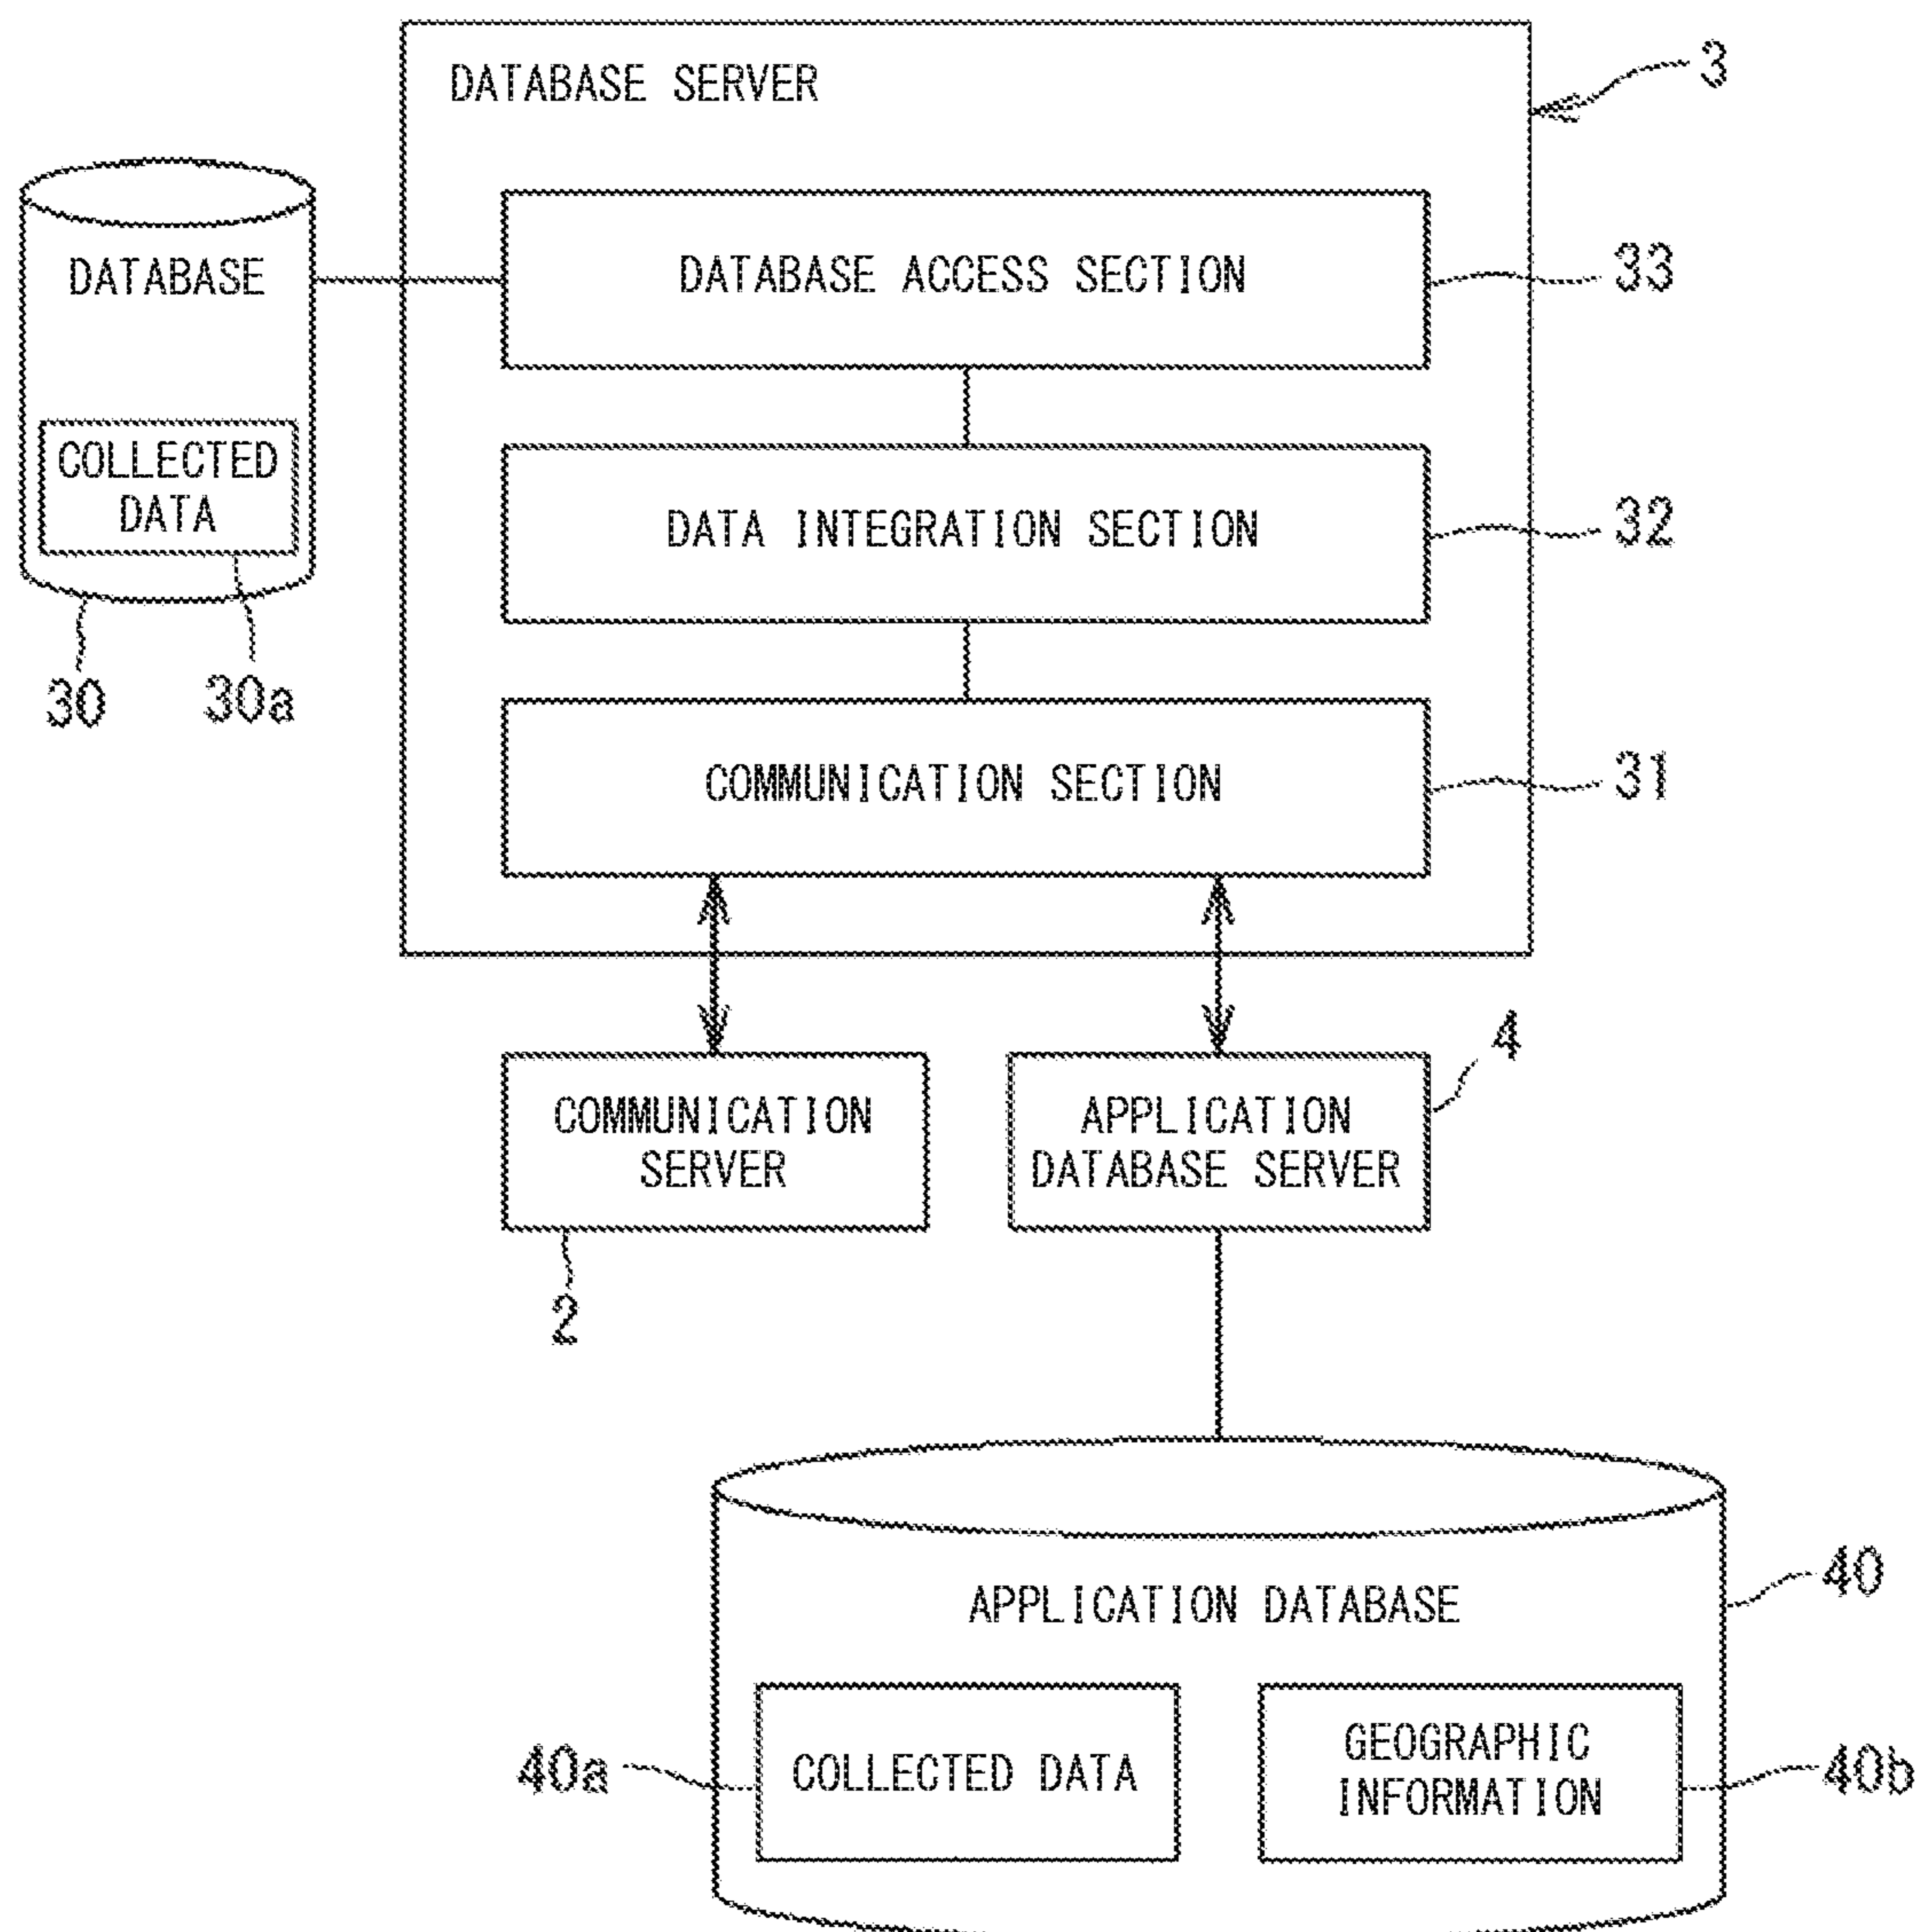 DATABASE SERVER
3
DATABASE
DATABASE ACCESS SECTION
33
COLLECTED
DATA
DATA INTEGRATION SECTION
32
30
30a
COMMUNICATION SECTION
31
4
COMMUNICATION
SERVER
APPLICATION
DATABASE SERVER
2
APPLICATION DATABASE
40
40a
COLLECTED DATA
GEOGRAPHIC
INFORMATION
40b